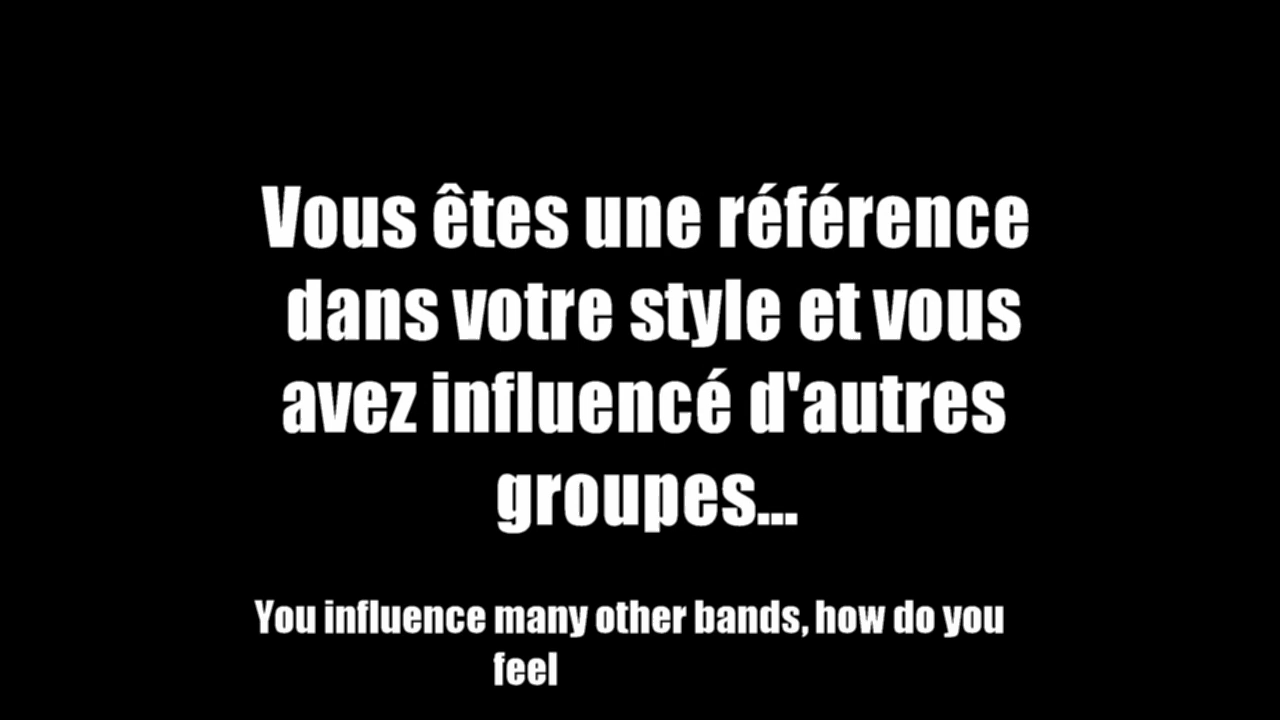 Vous êtes une référence
dans votre style et vous
avez influencé d'autres
groupes...
You influence many other bands, how do you
feel